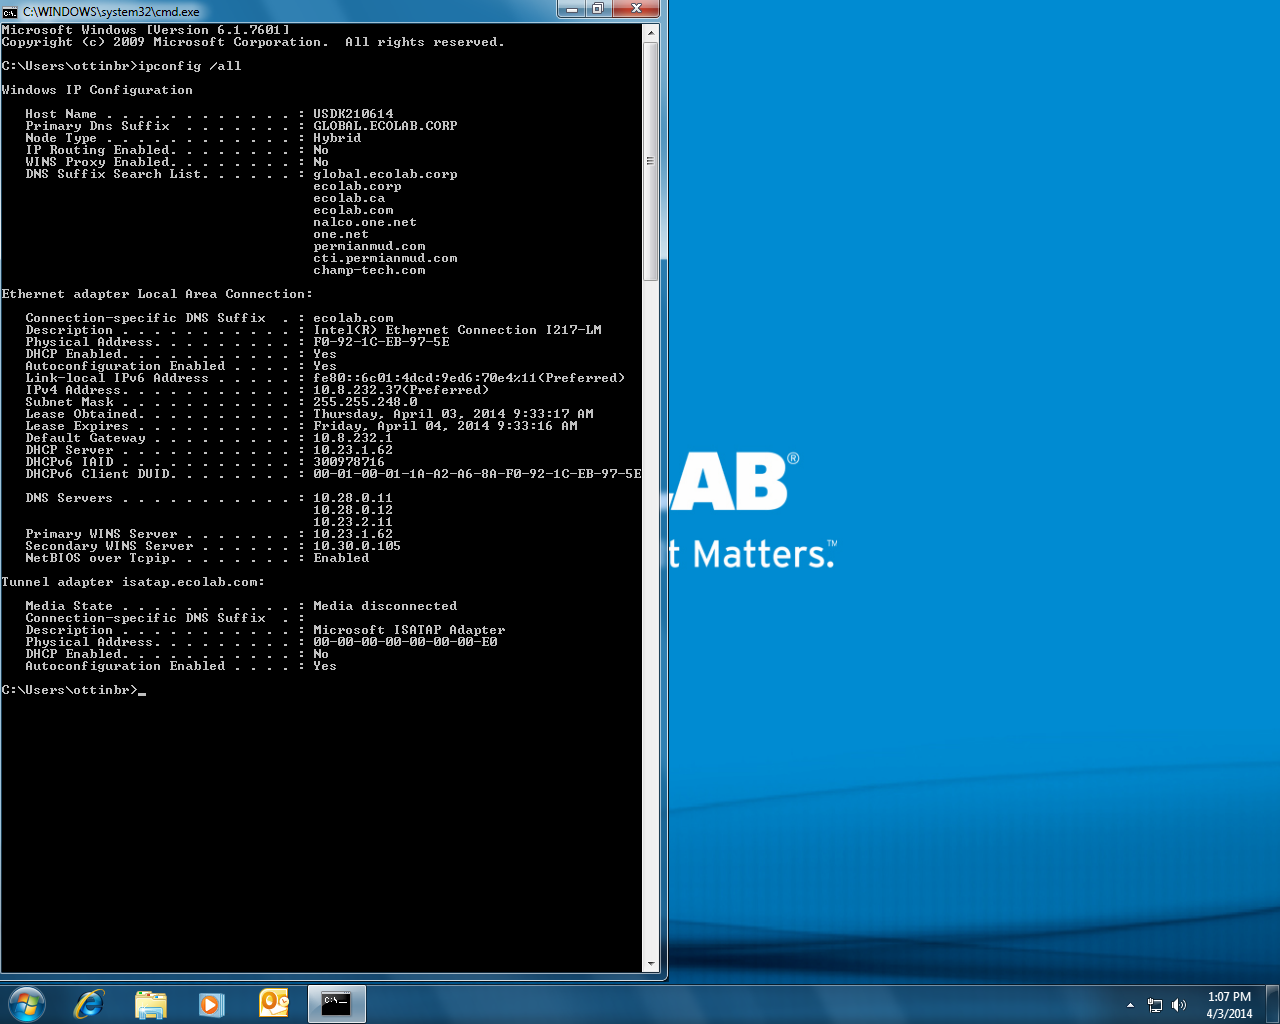 C:\WINDOWS\system32\cmd.exe
Microsoft Windows [Version 6.1.7601]
Copyright (c) 2009 Microsoft Corporation.  All rights reserved.
C:\Users\ottinbr>ipconfig /all
Windows IP Configuration
Host Name . . . . . . . . . . . . : USDK210614
Primary Dns Suffix  . . . . . . . : GLOBAL.ECOLAB.CORP
Node Type . . . . . . . . . . . . : Hybrid
IP Routing Enabled. . . . . . . . : No
WINS Proxy Enabled. . . . . . . . : No
DNS Suffix Search List. . . . . . : global.ecolab.corp
ecolab.corp
ecolab.ca
ecolab.com
nalco.one.net
one.net
permianmud.com
cti.permianmud.com
champ-tech.com
Ethernet adapter Local Area Connection:
Connection-specific DNS Suffix  . : ecolab.com
Description . . . . . . . . . . . : Intel(R) Ethernet Connection I217-LM
Physical Address. . . . . . . . . : F0-92-1C-EB-97-5E
DHCP Enabled. . . . . . . . . . . : Yes
Autoconfiguration Enabled . . . . : Yes
Link-local IPv6 Address . . . . . : fe80::6c01:4dcd:9ed6:70e4%11(Preferred)
IPv4 Address. . . . . . . . . . . : 10.8.232.37(Preferred)
Subnet Mask . . . . . . . . . . . : 255.255.248.0
Lease Obtained. . . . . . . . . . : Thursday, April 03, 2014 9:33:17 AM
Lease Expires . . . . . . . . . . : Friday, April 04, 2014 9:33:16 AM
Default Gateway . . . . . . . . . : 10.8.232.1
DHCP Server . . . . . . . . . . . : 10.23.1.62
DHCPv6 IAID . . . . . . . . . . . : 300978716
DHCPv6 Client DUID. . . . . . . . : 00-01-00-01-1A-A2-A6-8A-F0-92-1C-EB-97-5E
DNS Servers . . . . . . . . . . . : 10.28.0.11
10.28.0.12
10.23.2.11
Primary WINS Server . . . . . . . : 10.23.1.62
Secondary WINS Server . . . . . . : 10.30.0.105
NetBIOS over Tcpip. . . . . . . . : Enabled
Tunnel adapter isatap.ecolab.com:
Media State . . . . . . . . . . . : Media disconnected
Connection-specific DNS Suffix  . :
Description . . . . . . . . . . . : Microsoft ISATAP Adapter
Physical Address. . . . . . . . . : 00-00-00-00-00-00-00-E0
DHCP Enabled. . . . . . . . . . . : No
Autoconfiguration Enabled . . . . : Yes
C:\Users\ottinbr>_
LAB®
t Matters.™
1:07 PM
4/3/2014